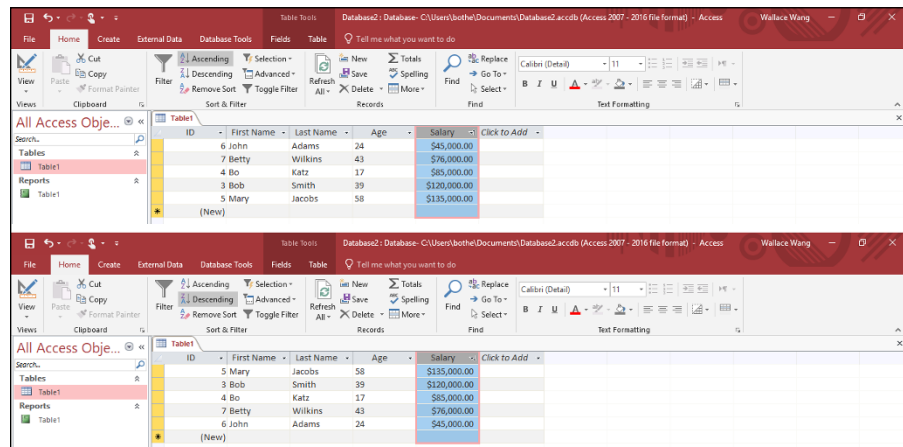 Table Tools Database2 : Database- C:\Users\bothe\Documents\Database2.accdb (Access 2007 - 2016 file format) - Access Wallace Wang
File Home Create External Data Database Tools Fields Table Tell me what you want to do
View Paste Cut Copy Format Painter Filter Ascending Descending Remove Sort Selection Advanced Toggle Filter Refresh All New Save Delete Totals Spelling More Find Replace Go To Select Calibri (Detail) 11 B I U A
Views Clipboard Sort & Filter Records Find Text Formatting
All Access Obje... Table1
Search... ID First Name Last Name Age Salary Click to Add
Tables 6 John Adams 24 $45,000.00
Table1 7 Betty Wilkins 43 $76,000.00
4 Bo Katz 17 $85,000.00
Reports 3 Bob Smith 39 $120,000.00
Table1 5 Mary Jacobs 58 $135,000.00
(New)
Table Tools Database2 : Database- C:\Users\bothe\Documents\Database2.accdb (Access 2007 - 2016 file format) - Access Wallace Wang
File Home Create External Data Database Tools Fields Table Tell me what you want to do
View Paste Cut Copy Format Painter Filter Ascending Descending Remove Sort Selection Advanced Toggle Filter Refresh All New Save Delete Totals Spelling More Find Replace Go To Select Calibri (Detail) 11 B I U A
Views Clipboard Sort & Filter Records Find Text Formatting
All Access Obje... Table1
Search... ID First Name Last Name Age Salary Click to Add
Tables 5 Mary Jacobs 58 $135,000.00
Table1 3 Bob Smith 39 $120,000.00
4 Bo Katz 17 $85,000.00
Reports 7 Betty Wilkins 43 $76,000.00
Table1 6 John Adams 24 $45,000.00
(New)